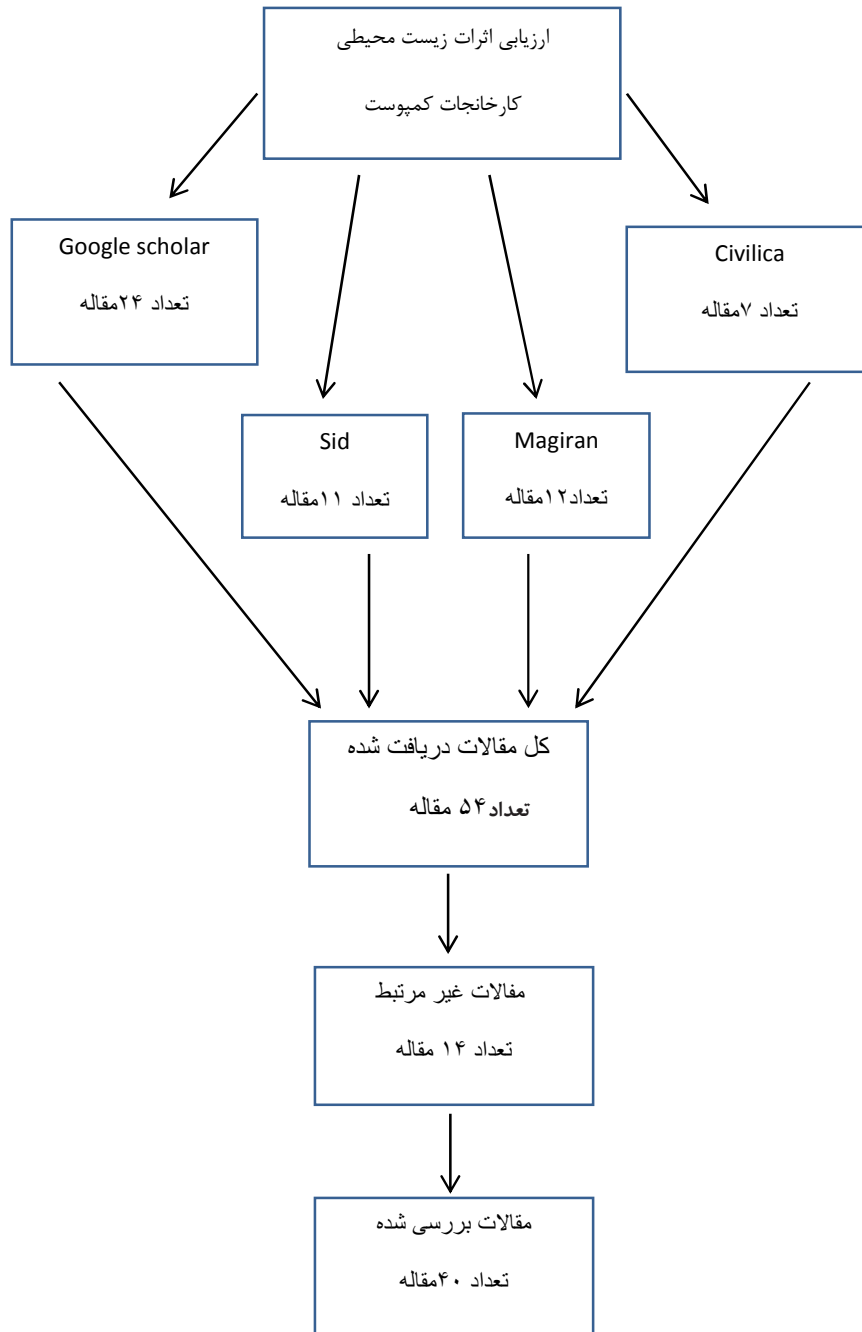 ارزیابی اثرات زیست محیطی
کارخانجات کمپوست
Google scholar
تعداد ۲۴مقاله
Civilica
تعداد ۷مقاله
Sid
تعداد ۱۱مقاله
Magiran
تعداد۱۲مقاله
کل مقالات دریافت شده
تعداد۵۴ مقاله
مفالات غیر مرتبط
تعداد ۱۴ مقاله
مقالات بررسی شده
تعداد ۴۰مقاله